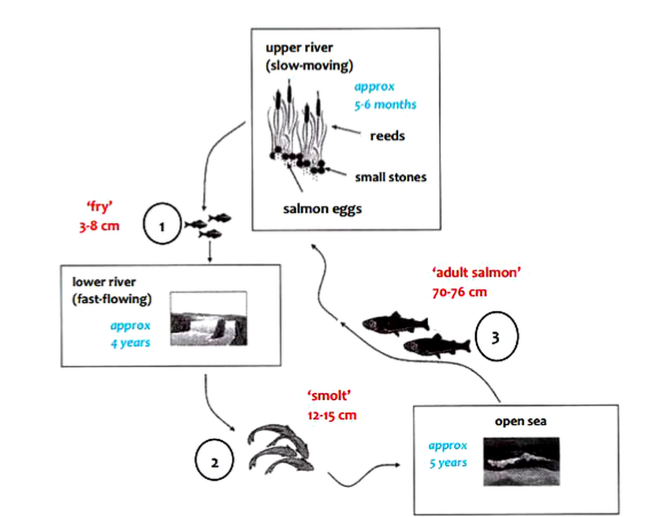 upper river
(slow-moving)
approx
5-6 months
reeds
small stones
salmon eggs
'fry'
3-8 cm
1
lower river
(fast-flowing)
approx
4 years
'adult salmon'
70-76 cm
3
'smolt'
12-15 cm
2
open sea
approx
5 years